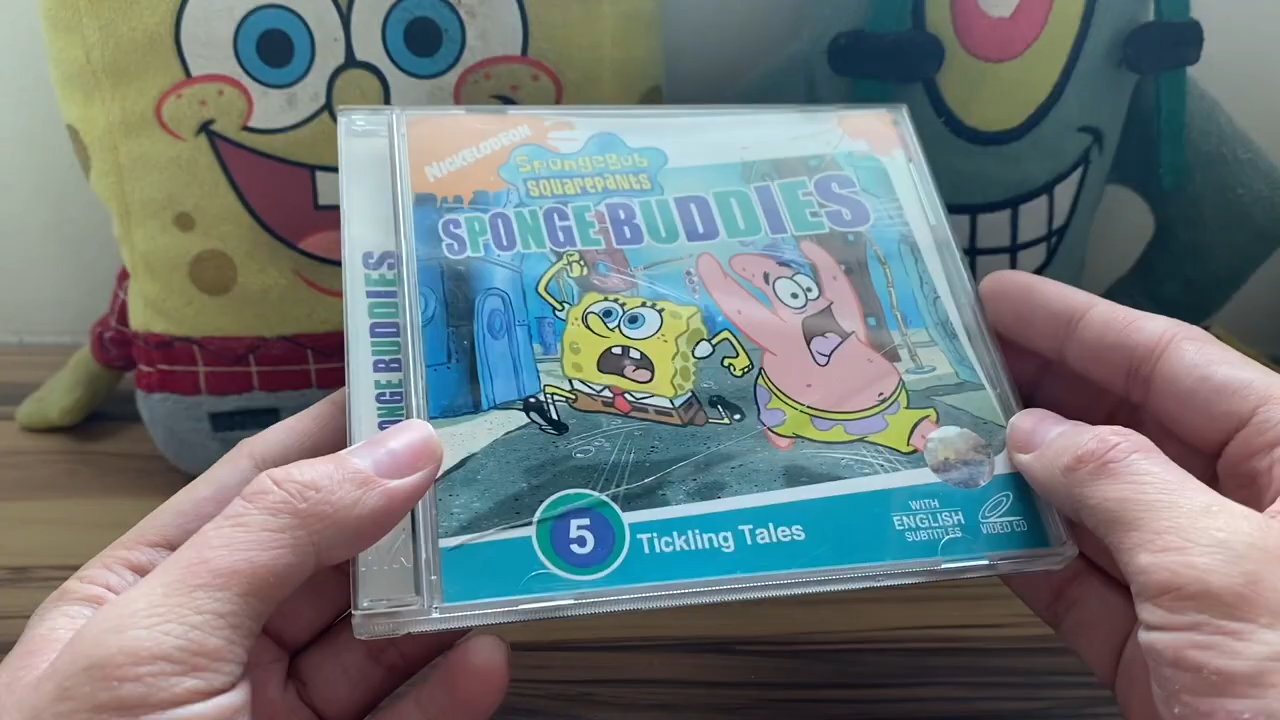 NICKELODEON
SpongeBob
SQUAREPANTS
SPONGE BUDDIES
SPONGE BUDDIES
5
Tickling Tales
WITH
ENGLISH
SUBTITLES
VIDEO CD